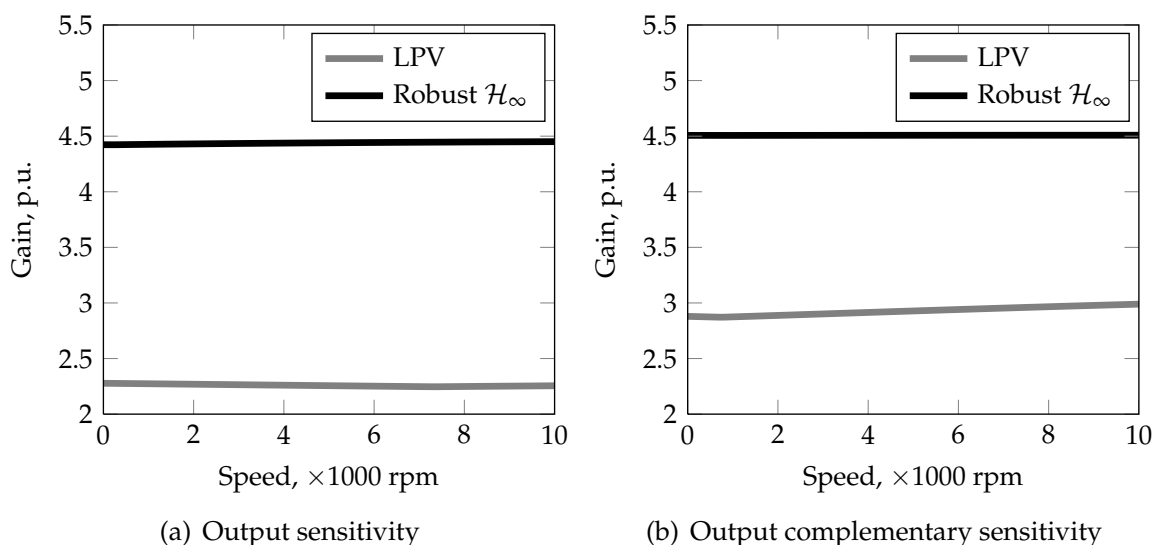 5.5
5
4.5
4
3.5
3
2.5
2
Gain, p.u.
LPV
Robust ℋ∞
0 2 4 6 8 10
Speed, ×1000 rpm
(a) Output sensitivity
5.5
5
4.5
4
3.5
3
2.5
2
Gain, p.u.
LPV
Robust ℋ∞
0 2 4 6 8 10
Speed, ×1000 rpm
(b) Output complementary sensitivity